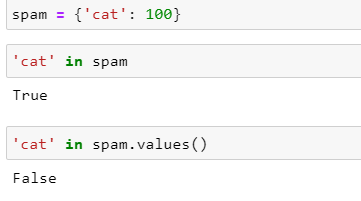 spam = {'cat': 100}
'cat' in spam
True
'cat' in spam.values()
False